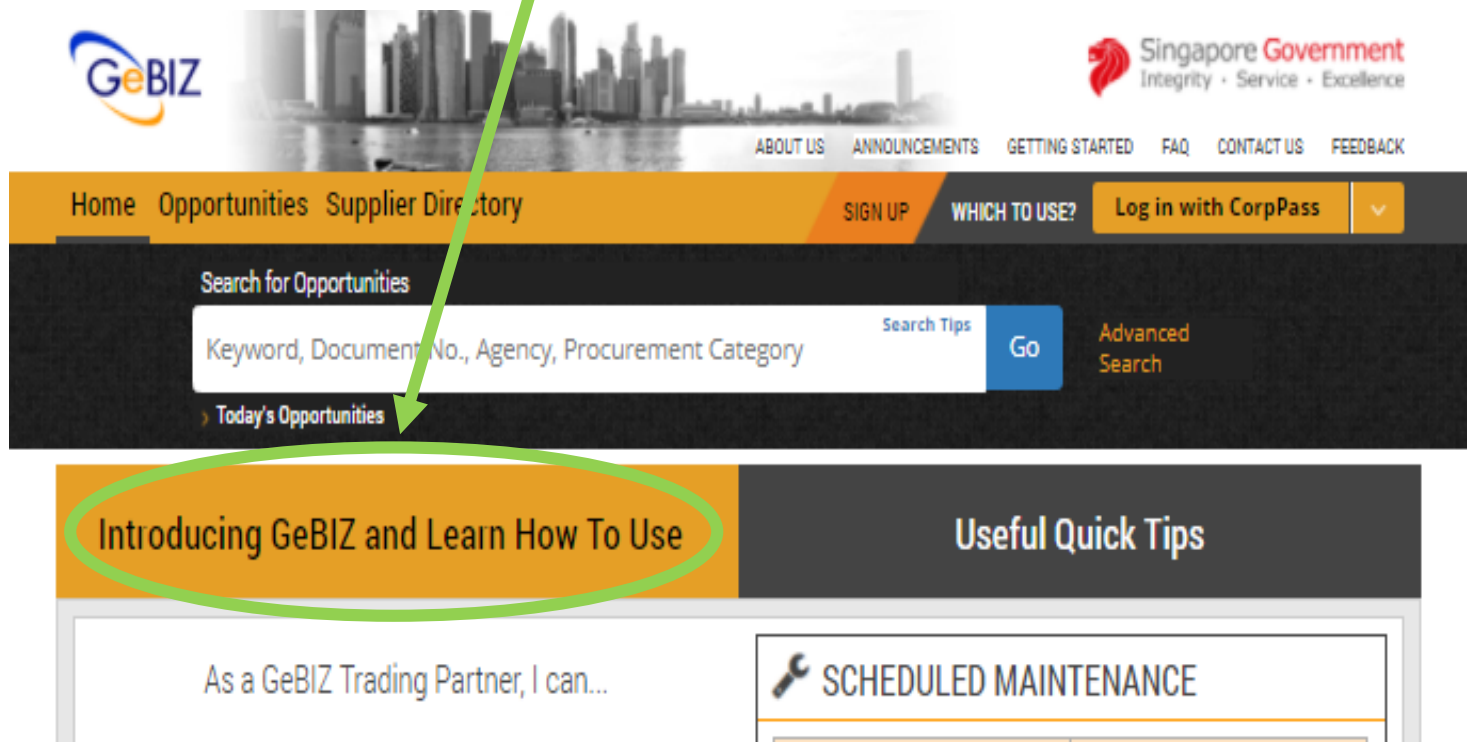 GeBIZ
Singapore Government
Integrity · Service · Excellence
ABOUT US ANNOUNCEMENTS GETTING STARTED FAQ CONTACT US FEEDBACK
Home Opportunities Supplier Directory SIGN UP WHICH TO USE? Log in with CorpPass
Search for Opportunities
Search Tips
Keyword, Document No., Agency, Procurement Category Go
Advanced
Search
› Today's Opportunities
Introducing GeBIZ and Learn How To Use Useful Quick Tips
As a GeBIZ Trading Partner, I can... SCHEDULED MAINTENANCE